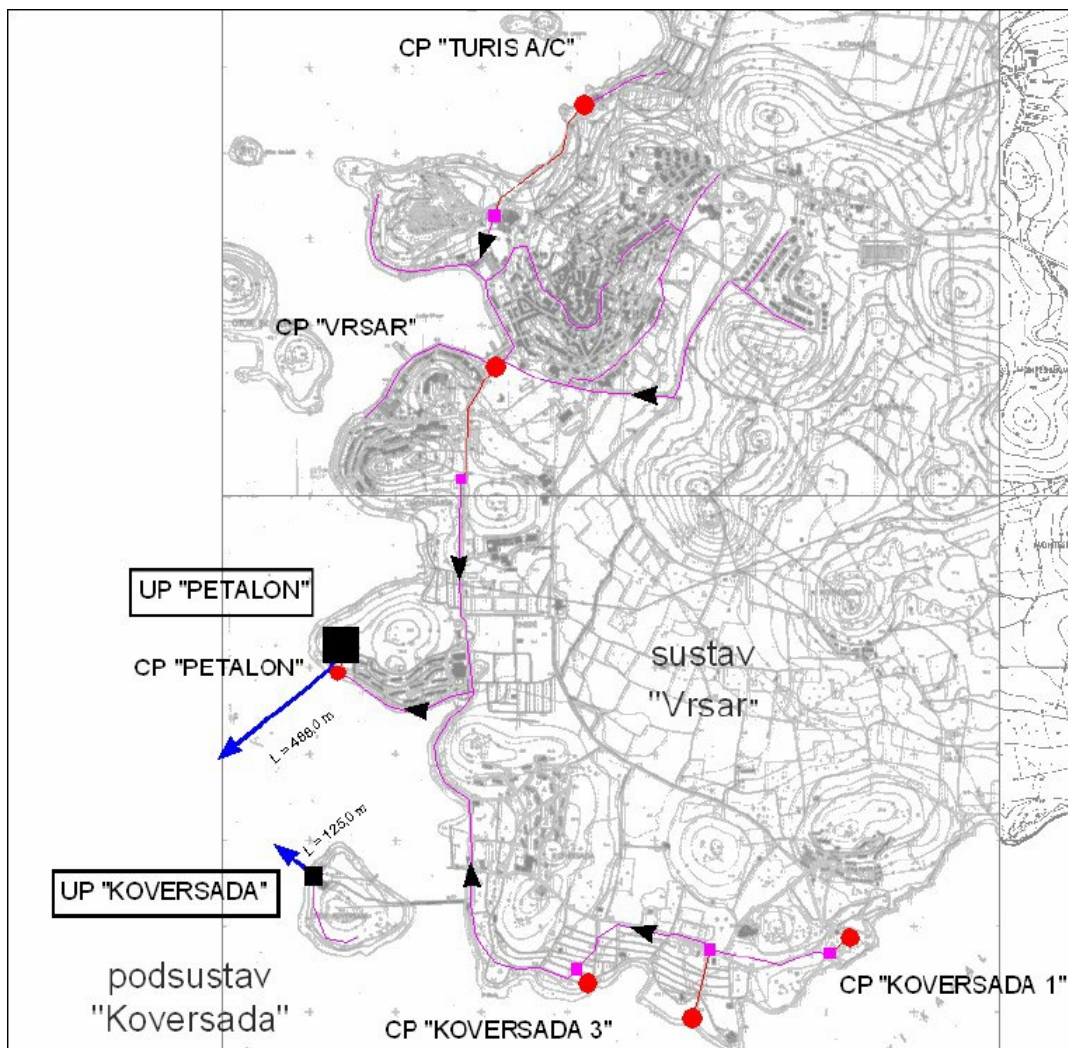 CP "TURIS A/C"
CP "VRSAR"
UP "PETALON"
CP "PETALON"
sustav
"Vrsar"
L = 488,0 m
L = 125,0 m
UP "KOVERSADA"
podsustav
"Koversada"
CP "KOVERSADA 1"
CP "KOVERSADA 3"